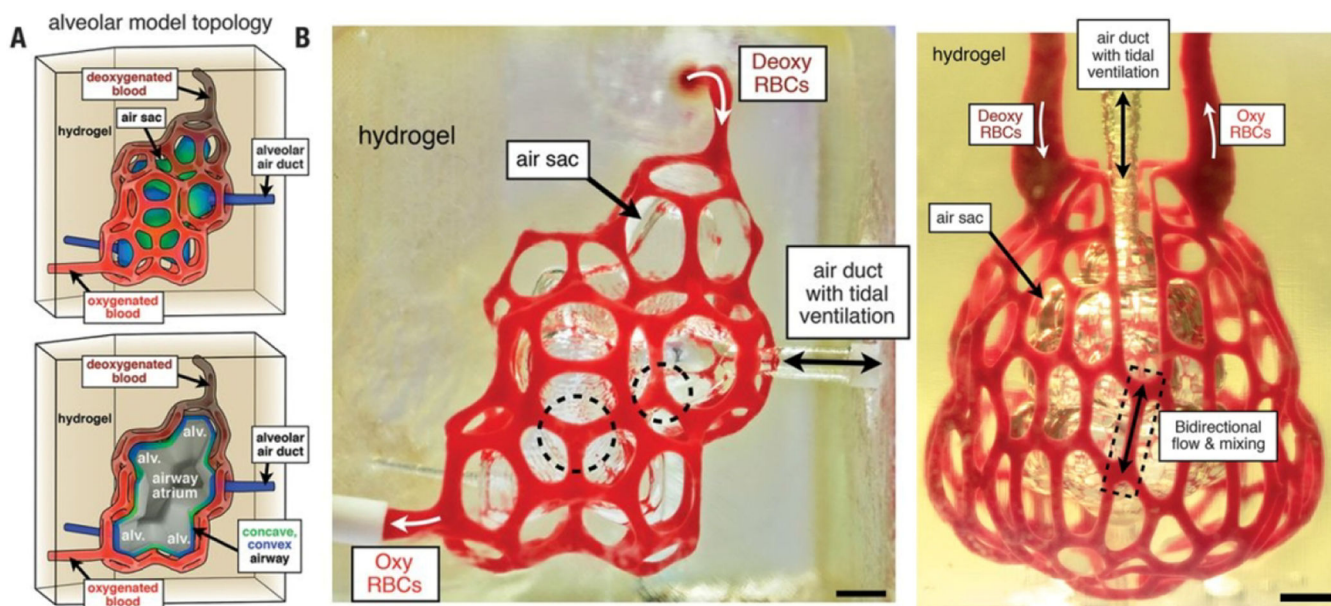 alveolar model topology
A
deoxygenated
blood
hydrogel
air sac
alveolar
air duct
oxygenated
blood
deoxygenated
blood
hydrogel
alv.
alv.
airway
atrium
alveolar
air duct
alv.
alv.
concave,
convex
airway
oxygenated
blood
B
Deoxy
RBCs
hydrogel
air sac
air duct
with tidal
ventilation
Oxy
RBCs
hydrogel
air duct
with tidal
ventilation
Deoxy
RBCs
Oxy
RBCs
air sac
Bidirectional
flow & mixing